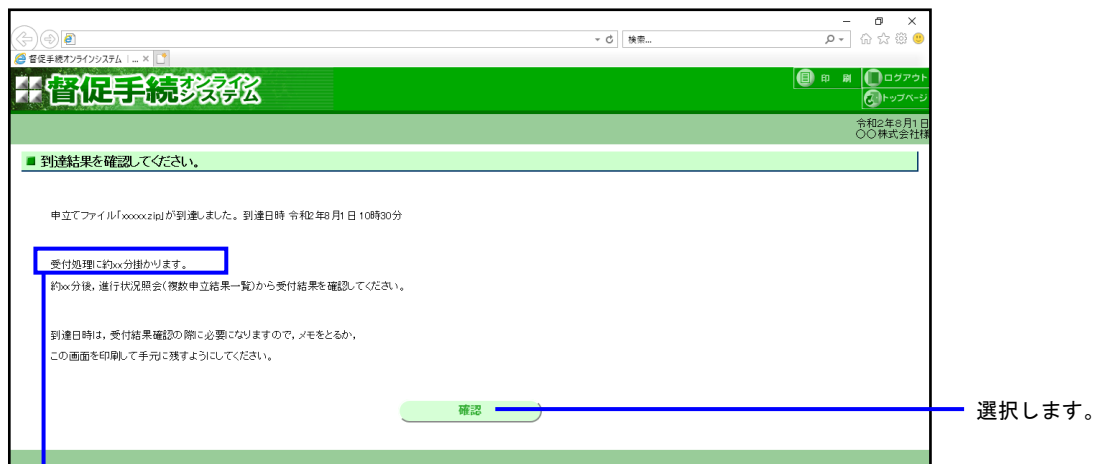 検索...
督促手続オンラインシステム | ... ×
督促手続オンラインシステム
印 刷
ログアウト
トップページ
令和2年8月1日
〇〇株式会社様
■ 到達結果を確認してください。
申立てファイル「xxxxx.zip」が到達しました。到達日時 令和2年8月1日 10時30分
受付処理に約xx分掛かります。
約xx分後，進行状況照会（複数申立結果一覧）から受付結果を確認してください。
到達日時は，受付結果確認の際に必要になりますので，メモをとるか，
この画面を印刷して手元に残すようにしてください。
確認
選択します。